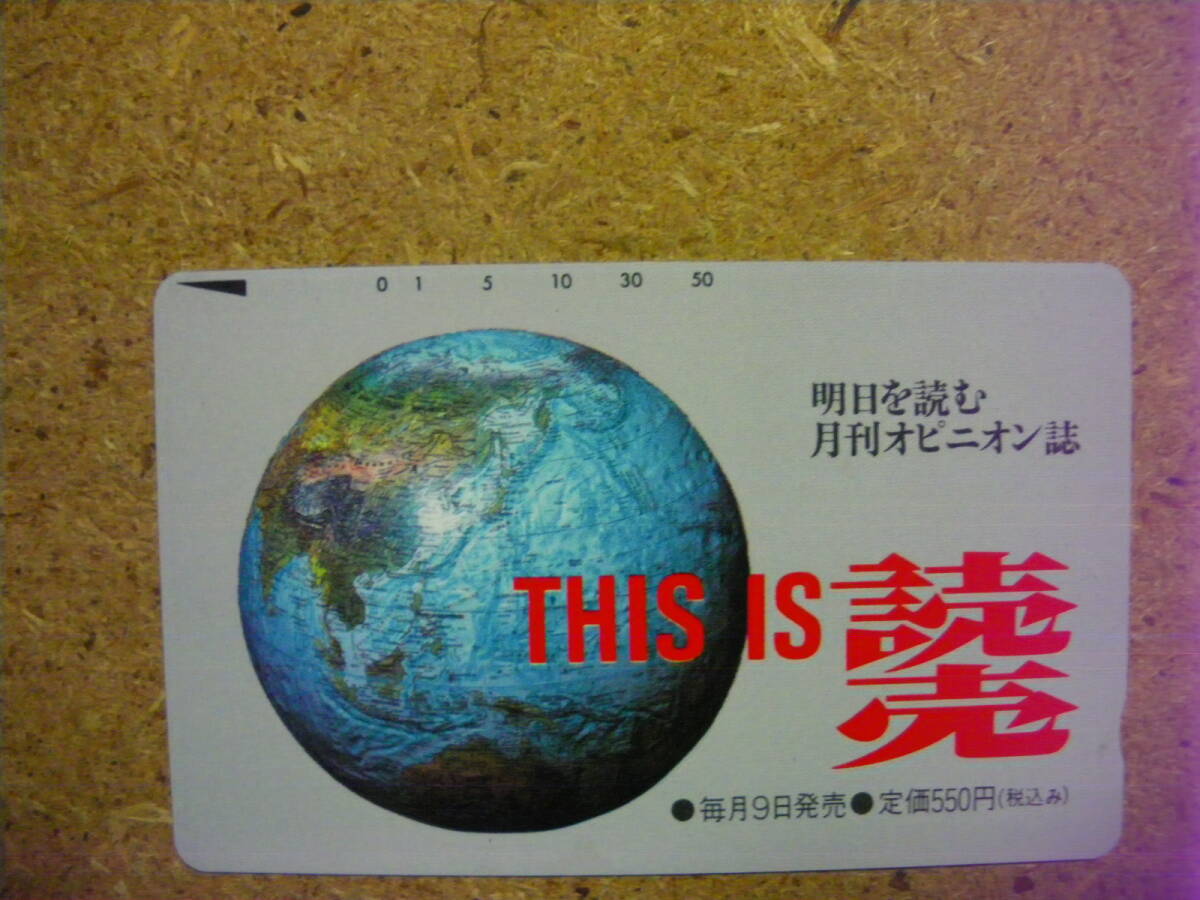 0 1 5 10 30 50
明日を読む
月刊オピニオン誌
THIS IS 読売
●毎月9日発売●定価550円(税込み)